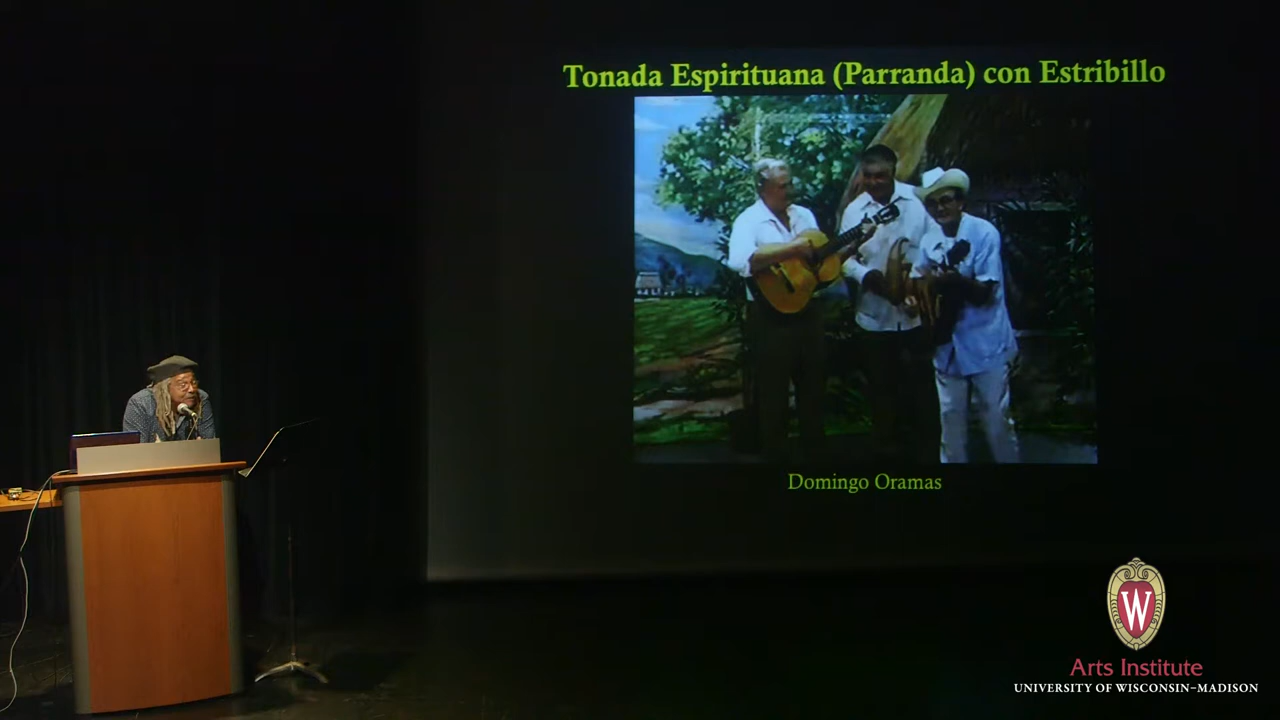 Tonada Espirituana (Parranda) con Estribillo
Domingo Oramas
W
Arts Institute
UNIVERSITY OF WISCONSIN–MADISON